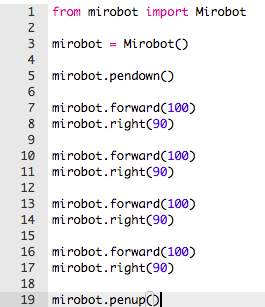 1 from mirobot import Mirobot
2
3 mirobot = Mirobot()
4
5 mirobot.pendown()
6
7 mirobot.forward(100)
8 mirobot.right(90)
9
10 mirobot.forward(100)
11 mirobot.right(90)
12
13 mirobot.forward(100)
14 mirobot.right(90)
15
16 mirobot.forward(100)
17 mirobot.right(90)
18
19 mirobot.penup()